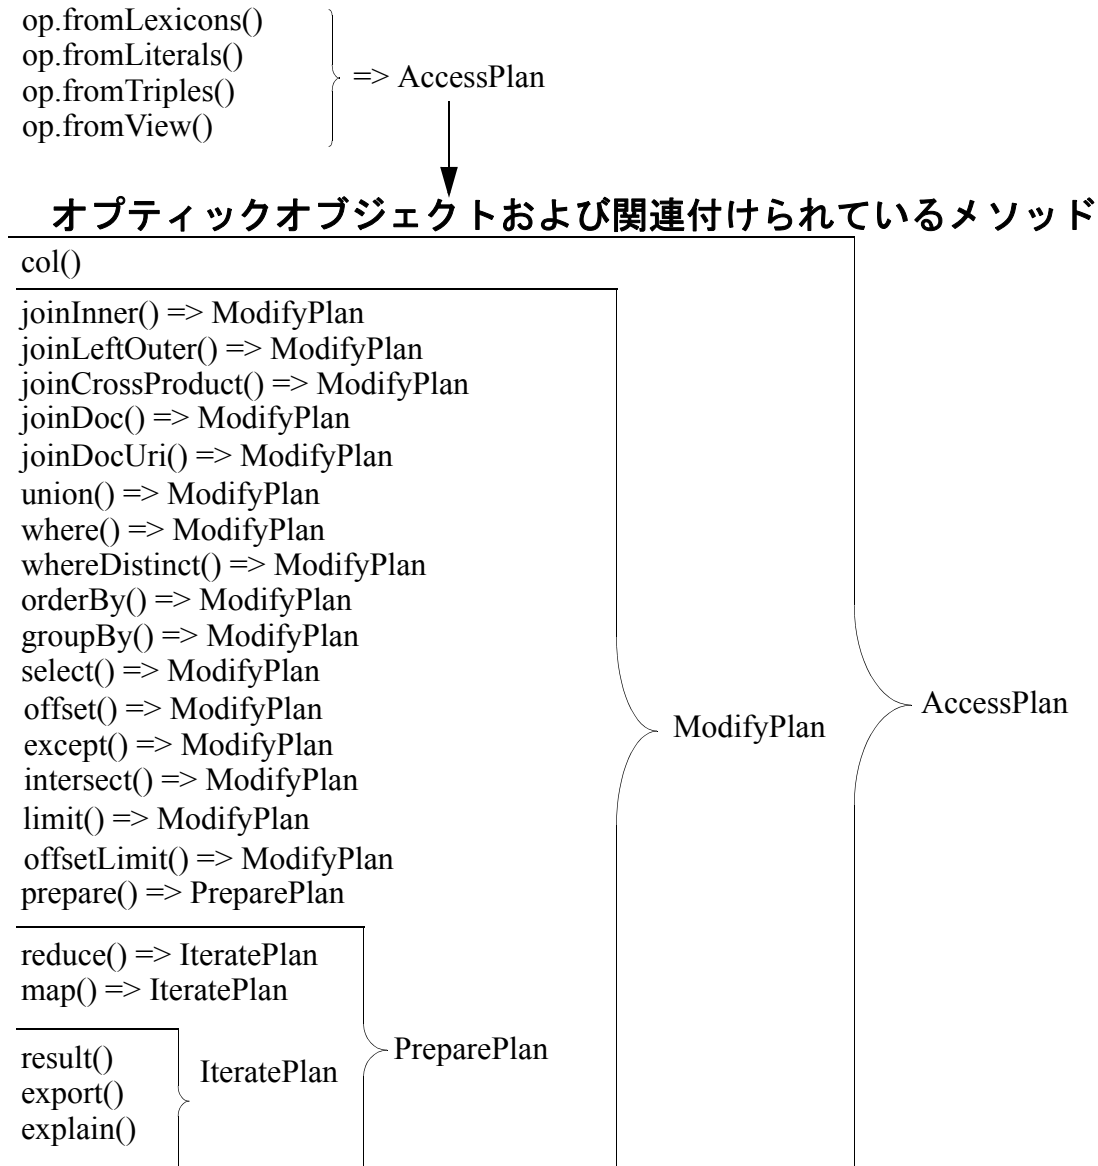 op.fromLexicons()
op.fromLiterals()
op.fromTriples()
op.fromView()
=> AccessPlan
オプティックオブジェクトおよび関連付けられているメソッド
col()
joinInner() => ModifyPlan
joinLeftOuter() => ModifyPlan
joinCrossProduct() => ModifyPlan
joinDoc() => ModifyPlan
joinDocUri() => ModifyPlan
union() => ModifyPlan
where() => ModifyPlan
whereDistinct() => ModifyPlan
orderBy() => ModifyPlan
groupBy() => ModifyPlan
select() => ModifyPlan
offset() => ModifyPlan
except() => ModifyPlan
intersect() => ModifyPlan
limit() => ModifyPlan
offsetLimit() => ModifyPlan
prepare() => PreparePlan
reduce() => IteratePlan
map() => IteratePlan
result()
export()
explain()
IteratePlan
PreparePlan
ModifyPlan
AccessPlan